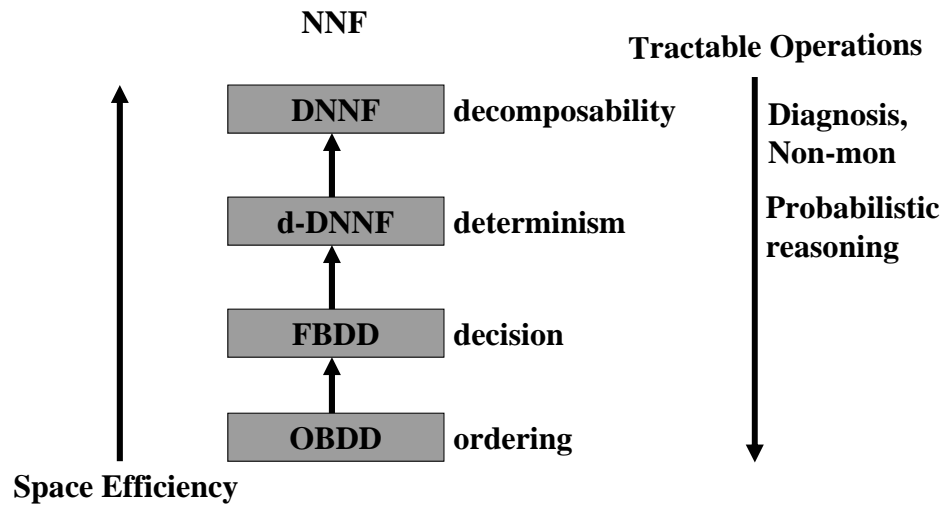 NNF
Tractable Operations
DNNF decomposability
Diagnosis,
Non-mon
d-DNNF determinism
Probabilistic
reasoning
FBDD decision
OBDD ordering
Space Efficiency